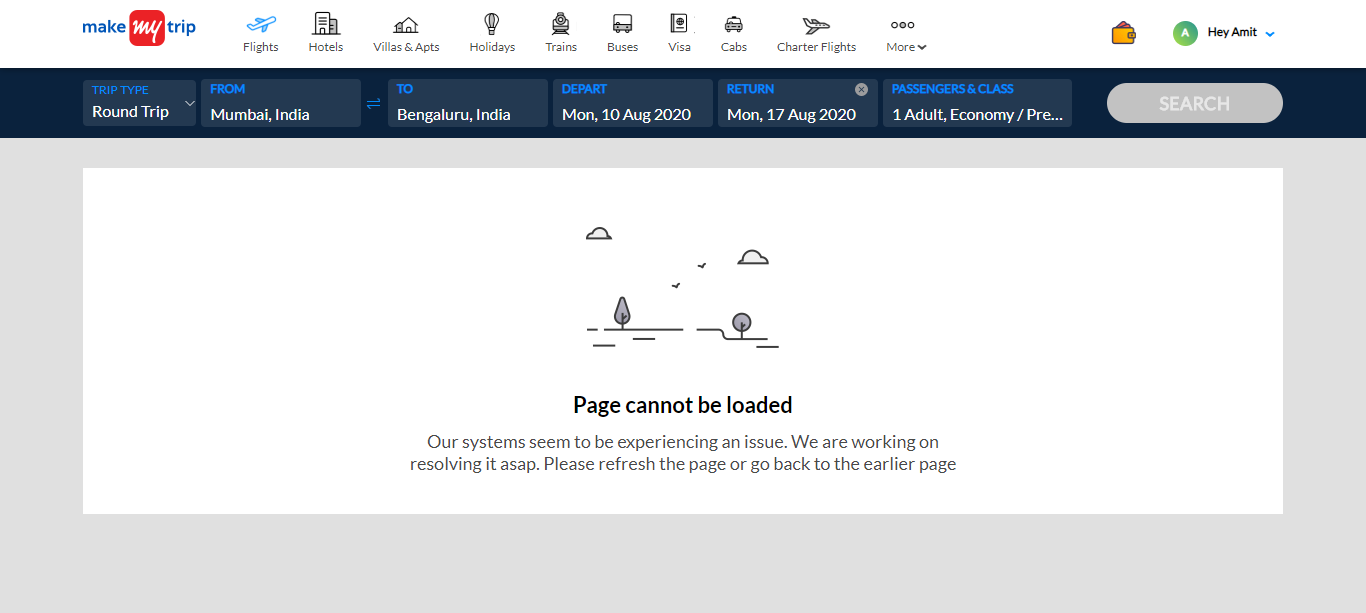 make my trip
Flights
Hotels
Villas & Apts
Holidays
Trains
Buses
Visa
Cabs
Charter Flights
More
A
Hey Amit
TRIP TYPE
Round Trip
FROM
Mumbai, India
TO
Bengaluru, India
DEPART
Mon, 10 Aug 2020
RETURN
Mon, 17 Aug 2020
PASSENGERS & CLASS
1 Adult, Economy / Pre...
SEARCH
Page cannot be loaded
Our systems seem to be experiencing an issue. We are working on
resolving it asap. Please refresh the page or go back to the earlier page